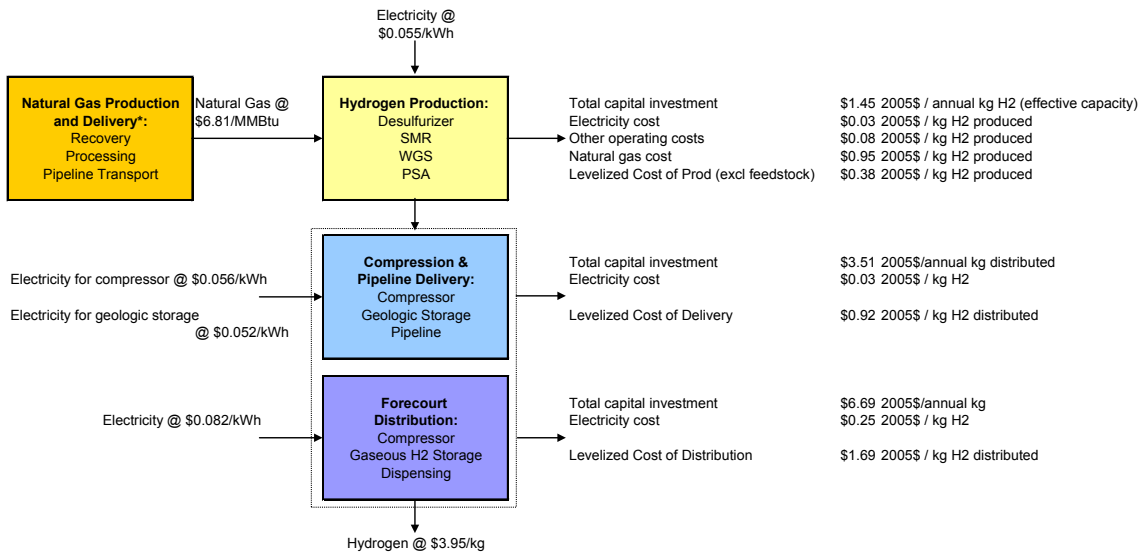 Electricity @
$0.055/kWh
Natural Gas Production
and Delivery*:
Recovery
Processing
Pipeline Transport
Natural Gas @
$6.81/MMBtu
Hydrogen Production:
Desulfurizer
SMR
WGS
PSA
Total capital investment $1.45 2005$ / annual kg H2 (effective capacity)
Electricity cost $0.03 2005$ / kg H2 produced
Other operating costs $0.08 2005$ / kg H2 produced
Natural gas cost $0.95 2005$ / kg H2 produced
Levelized Cost of Prod (excl feedstock) $0.38 2005$ / kg H2 produced
Electricity for compressor @ $0.056/kWh
Electricity for geologic storage
@ $0.052/kWh
Compression &
Pipeline Delivery:
Compressor
Geologic Storage
Pipeline
Total capital investment $3.51 2005$/annual kg distributed
Electricity cost $0.03 2005$ / kg H2
Levelized Cost of Delivery $0.92 2005$ / kg H2 distributed
Electricity @ $0.082/kWh
Forecourt
Distribution:
Compressor
Gaseous H2 Storage
Dispensing
Total capital investment $6.69 2005$/annual kg
Electricity cost $0.25 2005$ / kg H2
Levelized Cost of Distribution $1.69 2005$ / kg H2 distributed
Hydrogen @ $3.95/kg